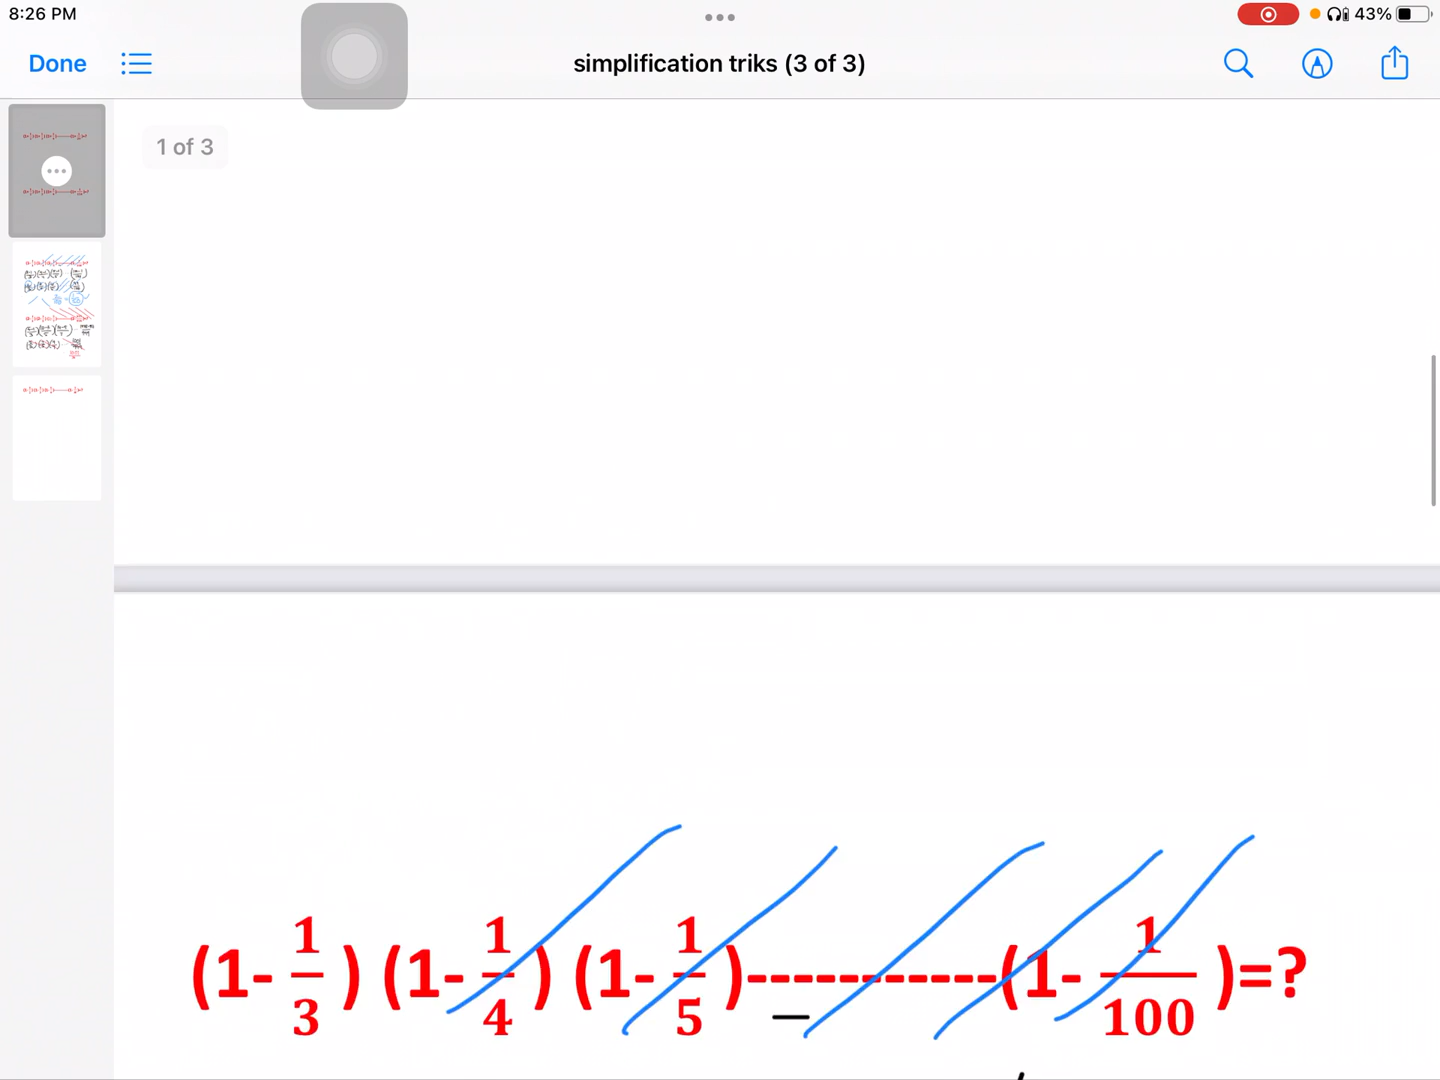 8:26 PM
43%
Done
simplification triks (3 of 3)
1 of 3
(1- 1/3 ) (1- 1/4 ) (1- 1/5 )-----------(1- 1/100 )=?